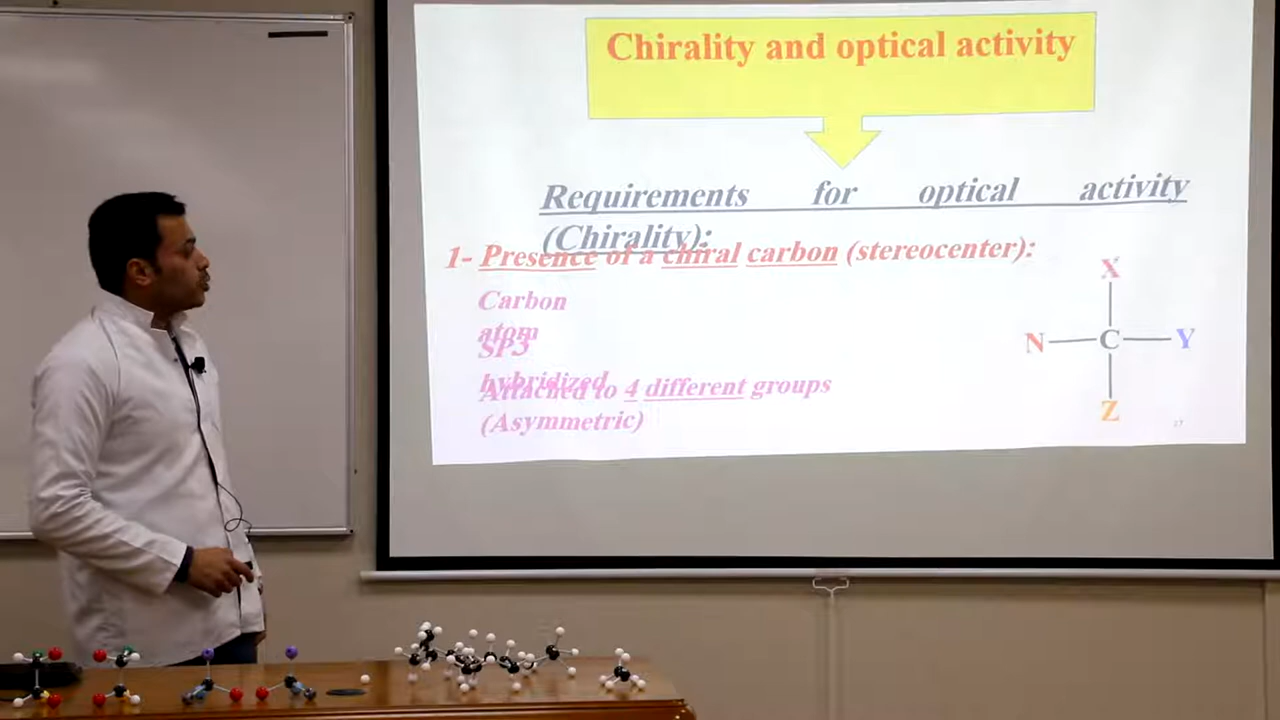 Chirality and optical activity
Requirements for optical activity
(Chirality):
1- Presence of a chiral carbon (stereocenter):
Carbon
atom
SP3
hybridized
Attached to 4 different groups
(Asymmetric)
X
N C Y
Z
17